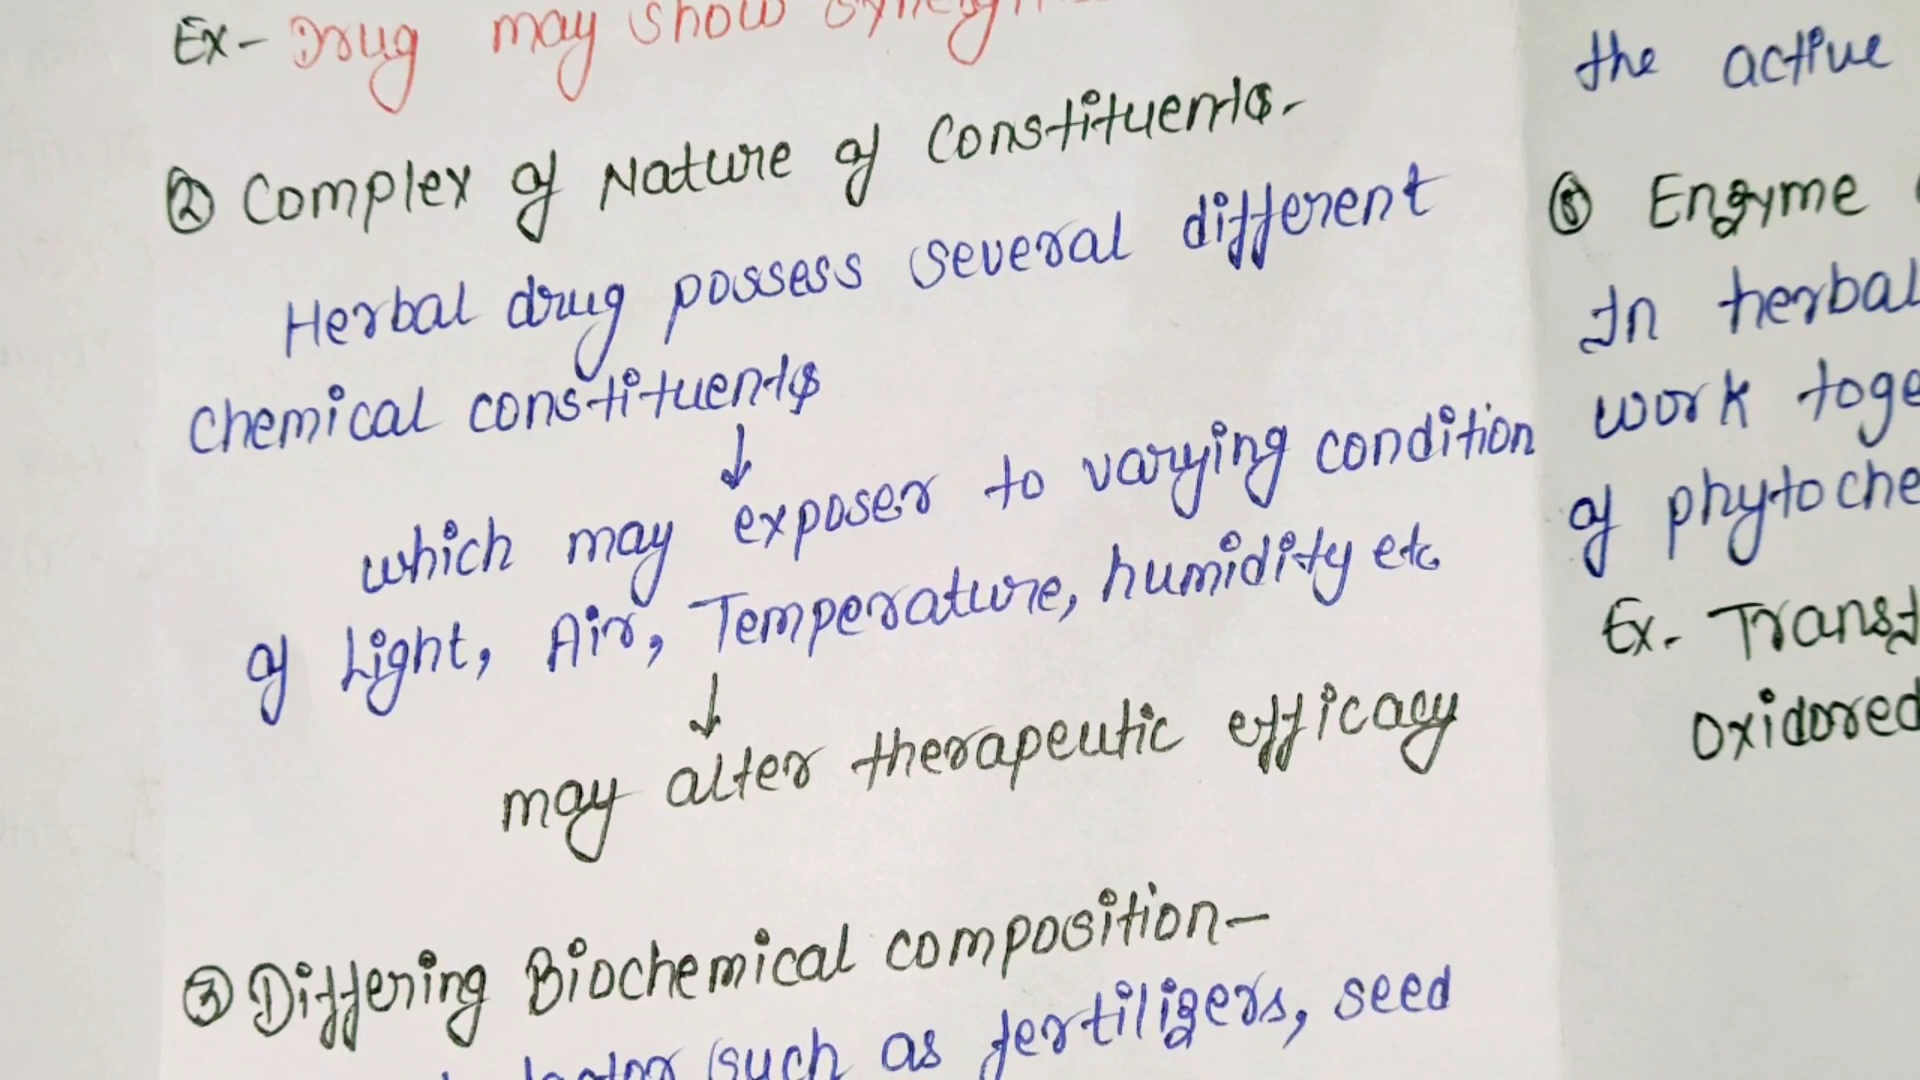 Ex- Drug may show
② Complex of Nature of Constituents.-
Herbal drug possess several different
chemical constituents
↓
which may exposer to varying condition
of Light, Air, Temperature, humidity etc
↓
may alter therapeutic efficacy
③ Differing Biochemical composition-
such as fertilizers, seed
the active
Enzyme
In herbal
work toge
of phytoche
Ex. Transf
Oxidored